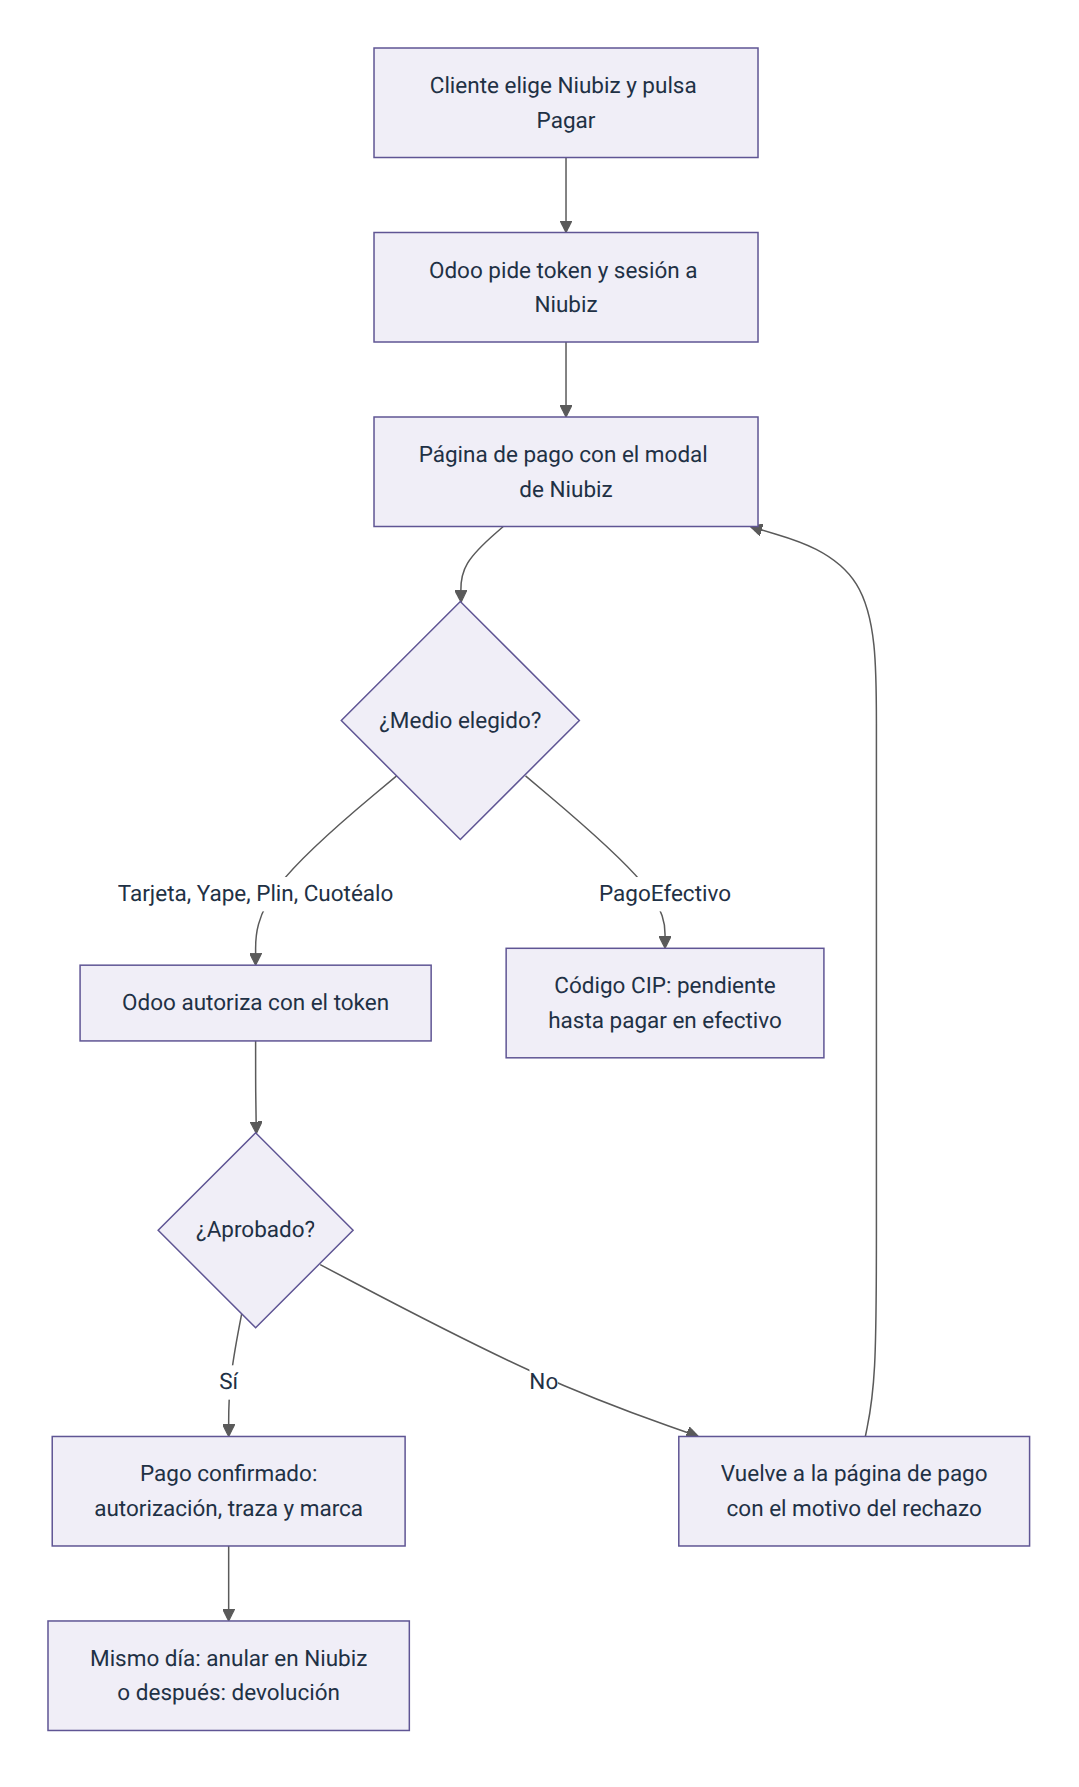 Cliente elige Niubiz y pulsa
Pagar
Odoo pide token y sesión a
Niubiz
Página de pago con el modal
de Niubiz
¿Medio elegido?
Tarjeta, Yape, Plin, Cuotéalo
PagoEfectivo
Odoo autoriza con el token
Código CIP: pendiente
hasta pagar en efectivo
¿Aprobado?
Sí
No
Pago confirmado:
autorización, traza y marca
Vuelve a la página de pago
con el motivo del rechazo
Mismo día: anular en Niubiz
o después: devolución